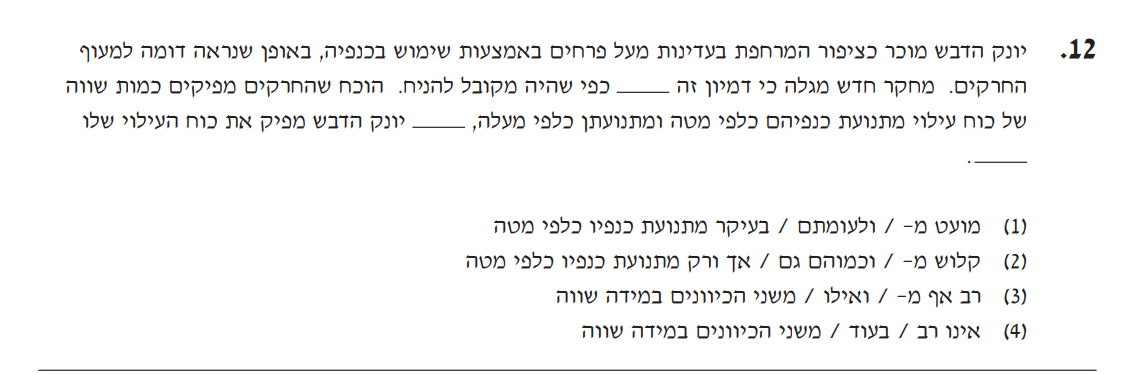 12. יונק הדבש מוכר כציפור המרחפת בעדינות מעל פרחים באמצעות שימוש בכנפיה, באופן שנראה דומה למעוף
החרקים. מחקר חדש מגלה כי דמיון זה _____ כפי שהיה מקובל להניח. הוכח שהחרקים מפיקים כמות שווה
של כוח עילוי מתנועת כנפיהם כלפי מטה ומתנועתן כלפי מעלה, _____ יונק הדבש מפיק את כוח העילוי שלו
_____.
(1) מועט מ- / ולעומתם / בעיקר מתנועת כנפיו כלפי מטה
(2) קלוש מ- / וכמוהם גם / אך ורק מתנועת כנפיו כלפי מטה
(3) רב אף מ- / ואילו / משני הכיוונים במידה שווה
(4) אינו רב / בעוד / משני הכיוונים במידה שווה